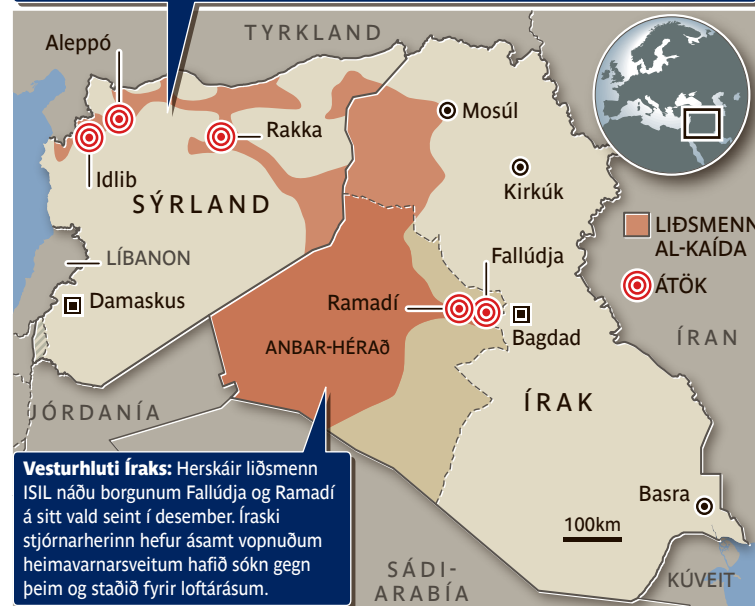 TYRKLAND
Aleppó
Mosúl
Rakka
Idlib
Kirkúk
SÝRLAND
LIÐSMENN
AL-KAÍDA
LÍBANON
Fallúdja
ÁTÖK
Damaskus
Ramadí
Bagdad
ÍRAN
ANBAR-HÉRAð
JÓRDANÍA
ÍRAK
Vesturhluti Íraks: Herskáir liðsmenn
ISIL náðu borgunum Fallúdja og Ramadí
á sitt vald seint í desember. Íraski
stjórnarherinn hefur ásamt vopnuðum
heimavarnarsveitum hafið sókn gegn
þeim og staðið fyrir loftárásum.
Basra
100km
SÁDI-
ARABÍA
KÚVEIT